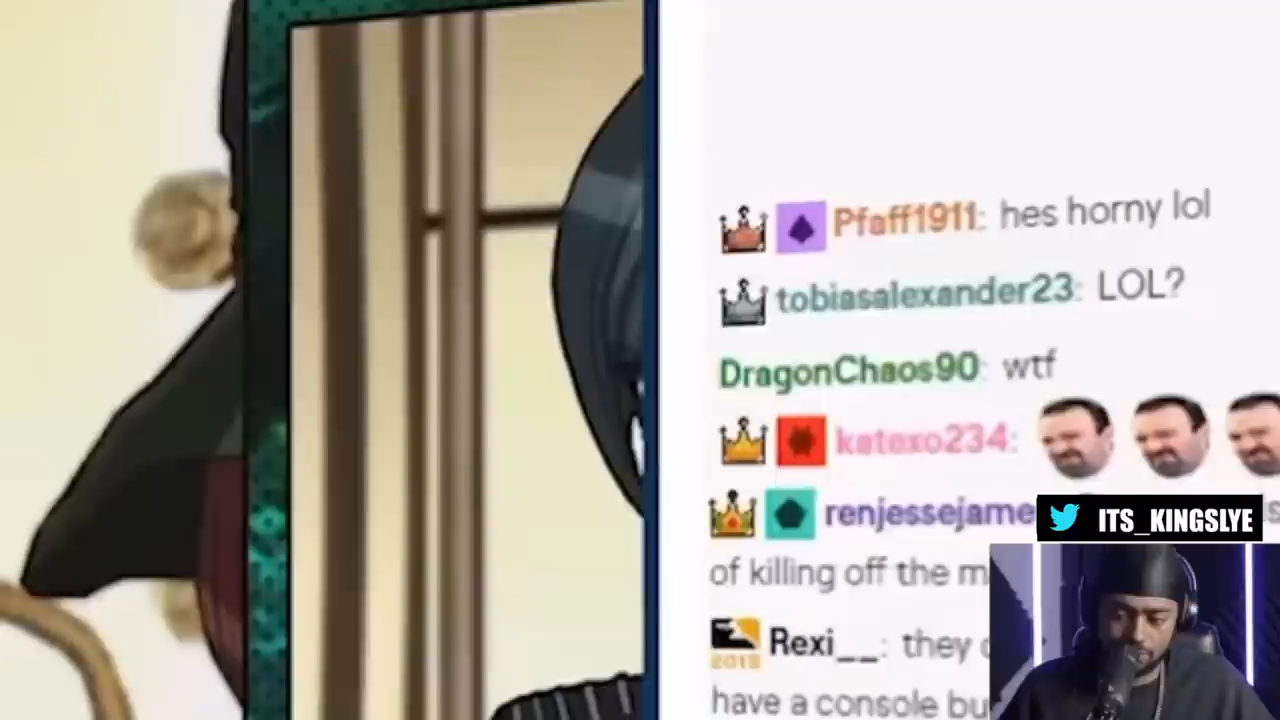 Pfaff1911: hes horny lol
tobiasalexander23: LOL?
DragonChaos90: wtf
katexo234:
renjessejame
ITS_KINGSLYE
of killing off the m
2018 Rexi__: they
have a console bu